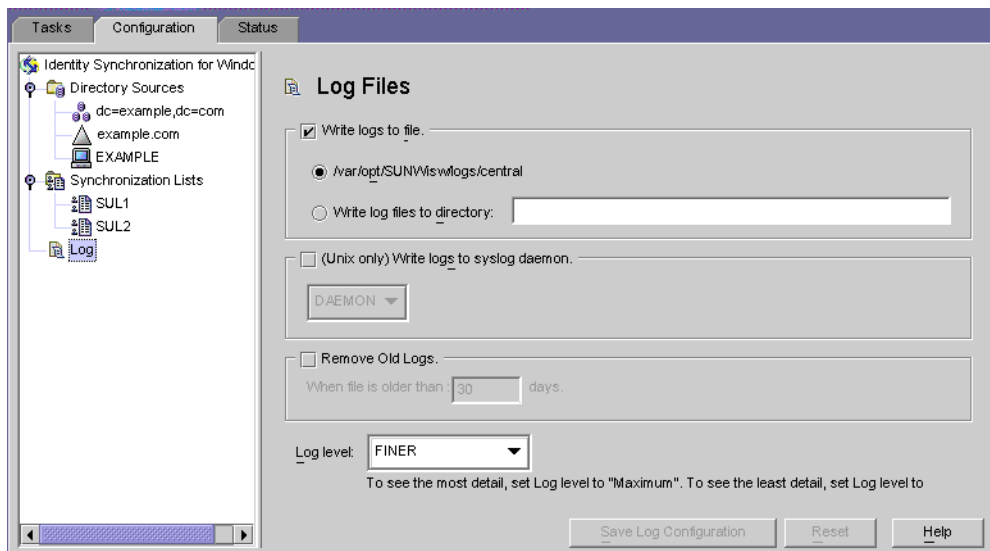 Tasks Configuration Status
Identity Synchronization for Windo
Directory Sources
dc=example,dc=com
example.com
EXAMPLE
Synchronization Lists
SUL1
SUL2
Log
Log Files
Write logs to file.
/var/opt/SUNWisw/logs/central
Write log files to directory:
(Unix only) Write logs to syslog daemon.
DAEMON
Remove Old Logs.
When file is older than : 30 days.
Log level: FINER
To see the most detail, set Log level to "Maximum". To see the least detail, set Log level to
Save Log Configuration Reset Help